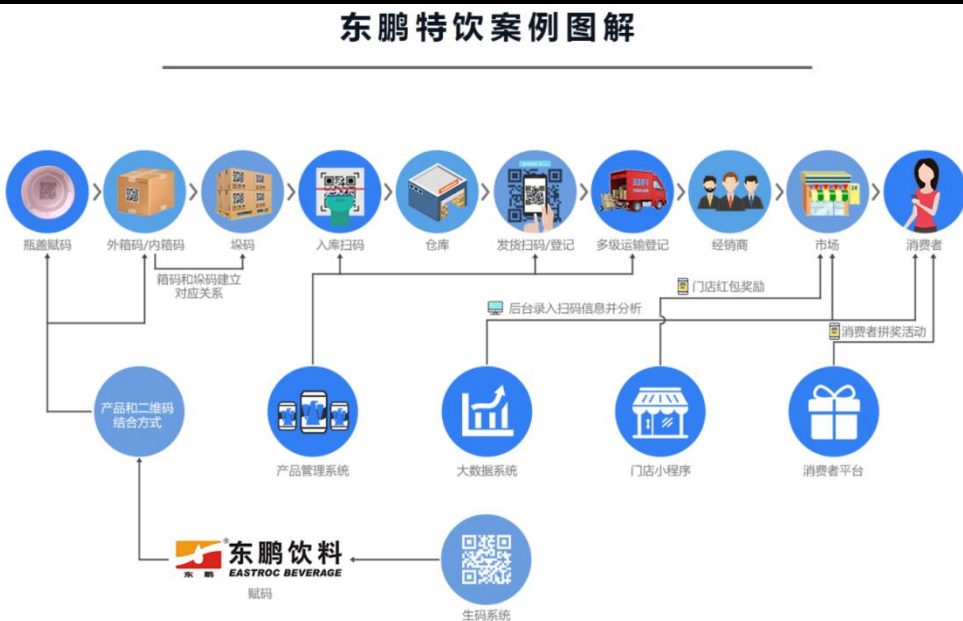 东鹏特饮案例图解
瓶盖赋码
外箱码/内箱码
垛码
入库扫码
仓库
发货扫码/登记
多级运输登记
经销商
市场
消费者
箱码和垛码建立
对应关系
门店红包奖励
后台录入扫码信息并分析
消费者拼奖活动
产品和二维码
结合方式
产品管理系统
大数据系统
门店小程序
消费者平台
东鹏饮料
EASTROC BEVERAGE
东鹏
赋码
生码系统